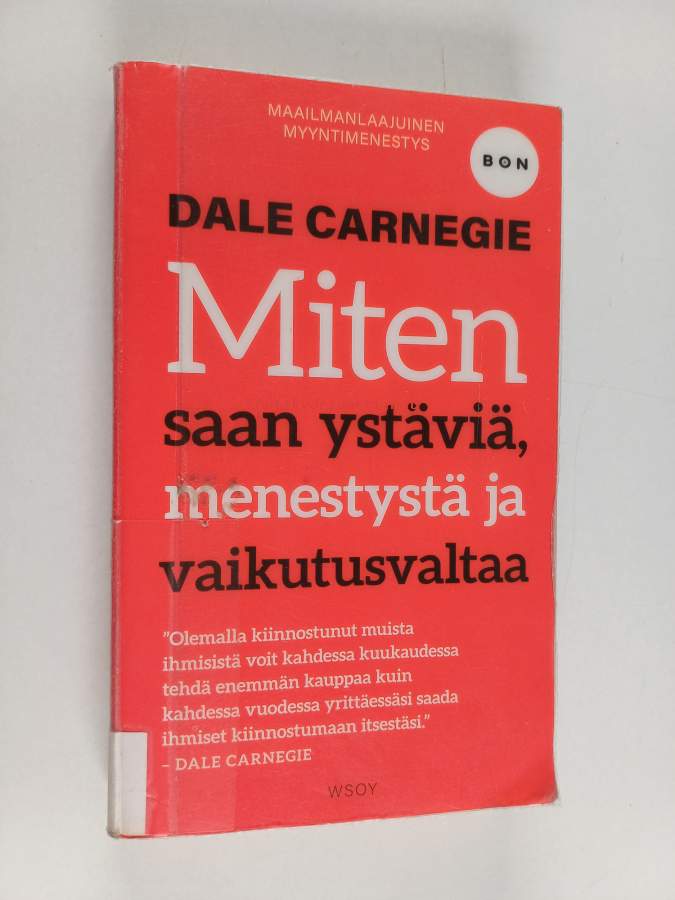 MAAILMANLAAJUINEN
MYYNTIMENESTYS
BON
DALE CARNEGIE
Miten
saan ystäviä,
menestystä ja
vaikutusvaltaa
”Olemalla kiinnostunut muista
ihmisistä voit kahdessa kuukaudessa
tehdä enemmän kauppaa kuin
kahdessa vuodessa yrittäessäsi saada
ihmiset kiinnostumaan itsestäsi.”
– DALE CARNEGIE
WSOY